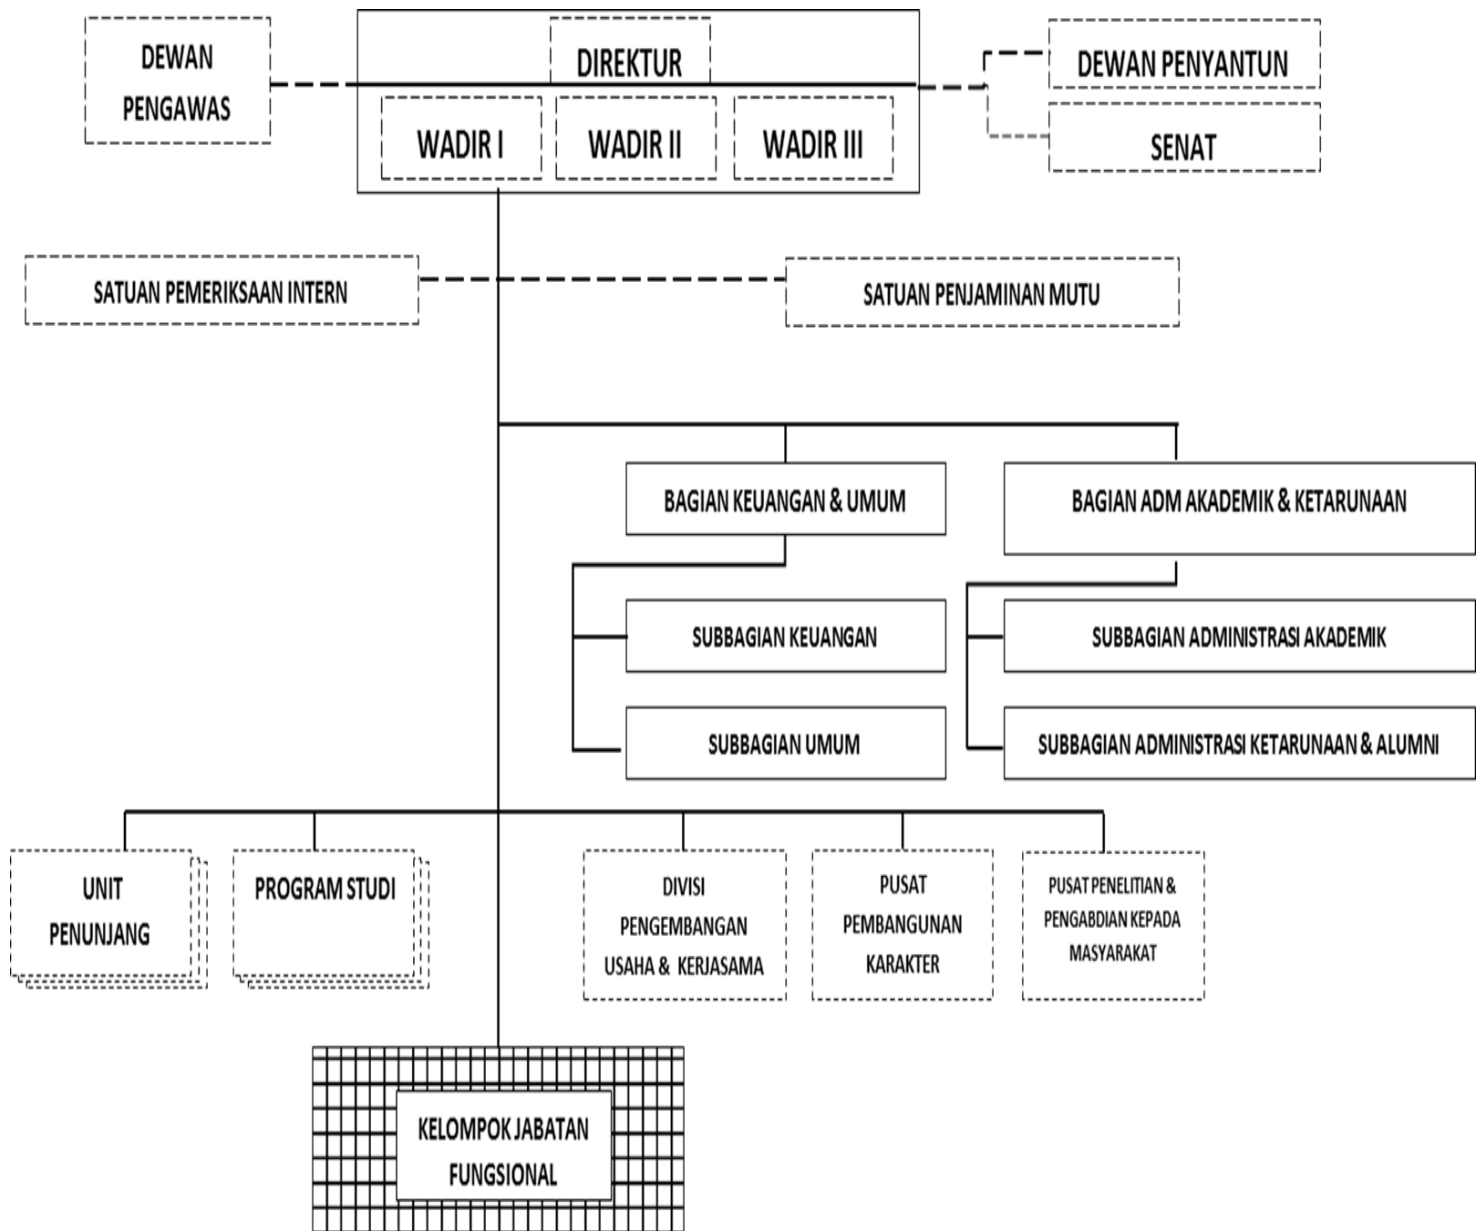 DEWAN
PENGAWAS
DIREKTUR
WADIR I
WADIR II
WADIR III
DEWAN PENYANTUN
SENAT
SATUAN PEMERIKSAAN INTERN
SATUAN PENJAMINAN MUTU
BAGIAN KEUANGAN & UMUM
BAGIAN ADM AKADEMIK & KETARUNAAN
SUBBAGIAN KEUANGAN
SUBBAGIAN ADMINISTRASI AKADEMIK
SUBBAGIAN UMUM
SUBBAGIAN ADMINISTRASI KETARUNAAN & ALUMNI
UNIT
PENUNJANG
PROGRAM STUDI
DIVISI
PENGEMBANGAN
USAHA & KERJASAMA
PUSAT
PEMBANGUNAN
KARAKTER
PUSAT PENELITIAN &
PENGABDIAN KEPADA
MASYARAKAT
KELOMPOK JABATAN
FUNGSIONAL